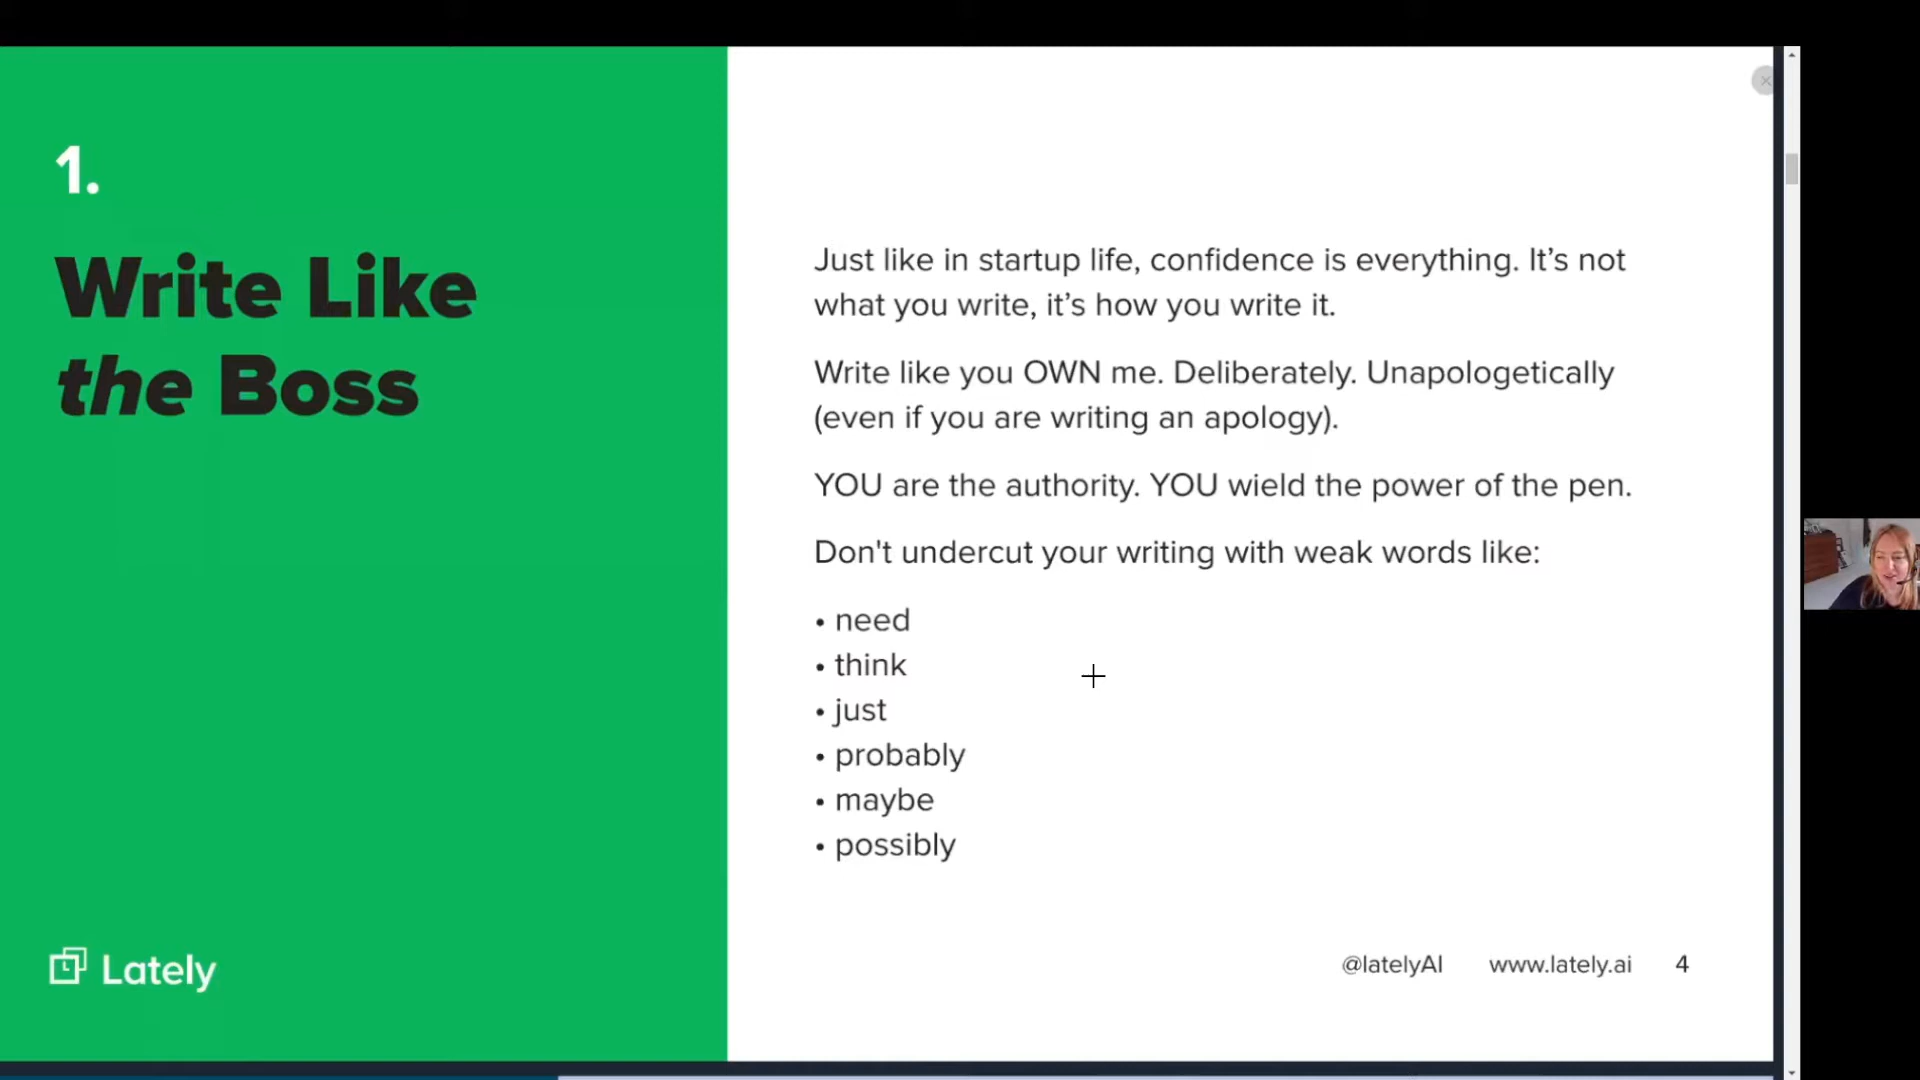 1.
Write Like
the Boss
Just like in startup life, confidence is everything. It’s not
what you write, it’s how you write it.
Write like you OWN me. Deliberately. Unapologetically
(even if you are writing an apology).
YOU are the authority. YOU wield the power of the pen.
Don't undercut your writing with weak words like:
• need
• think
• just
• probably
• maybe
• possibly
Lately
@latelyAI www.lately.ai 4